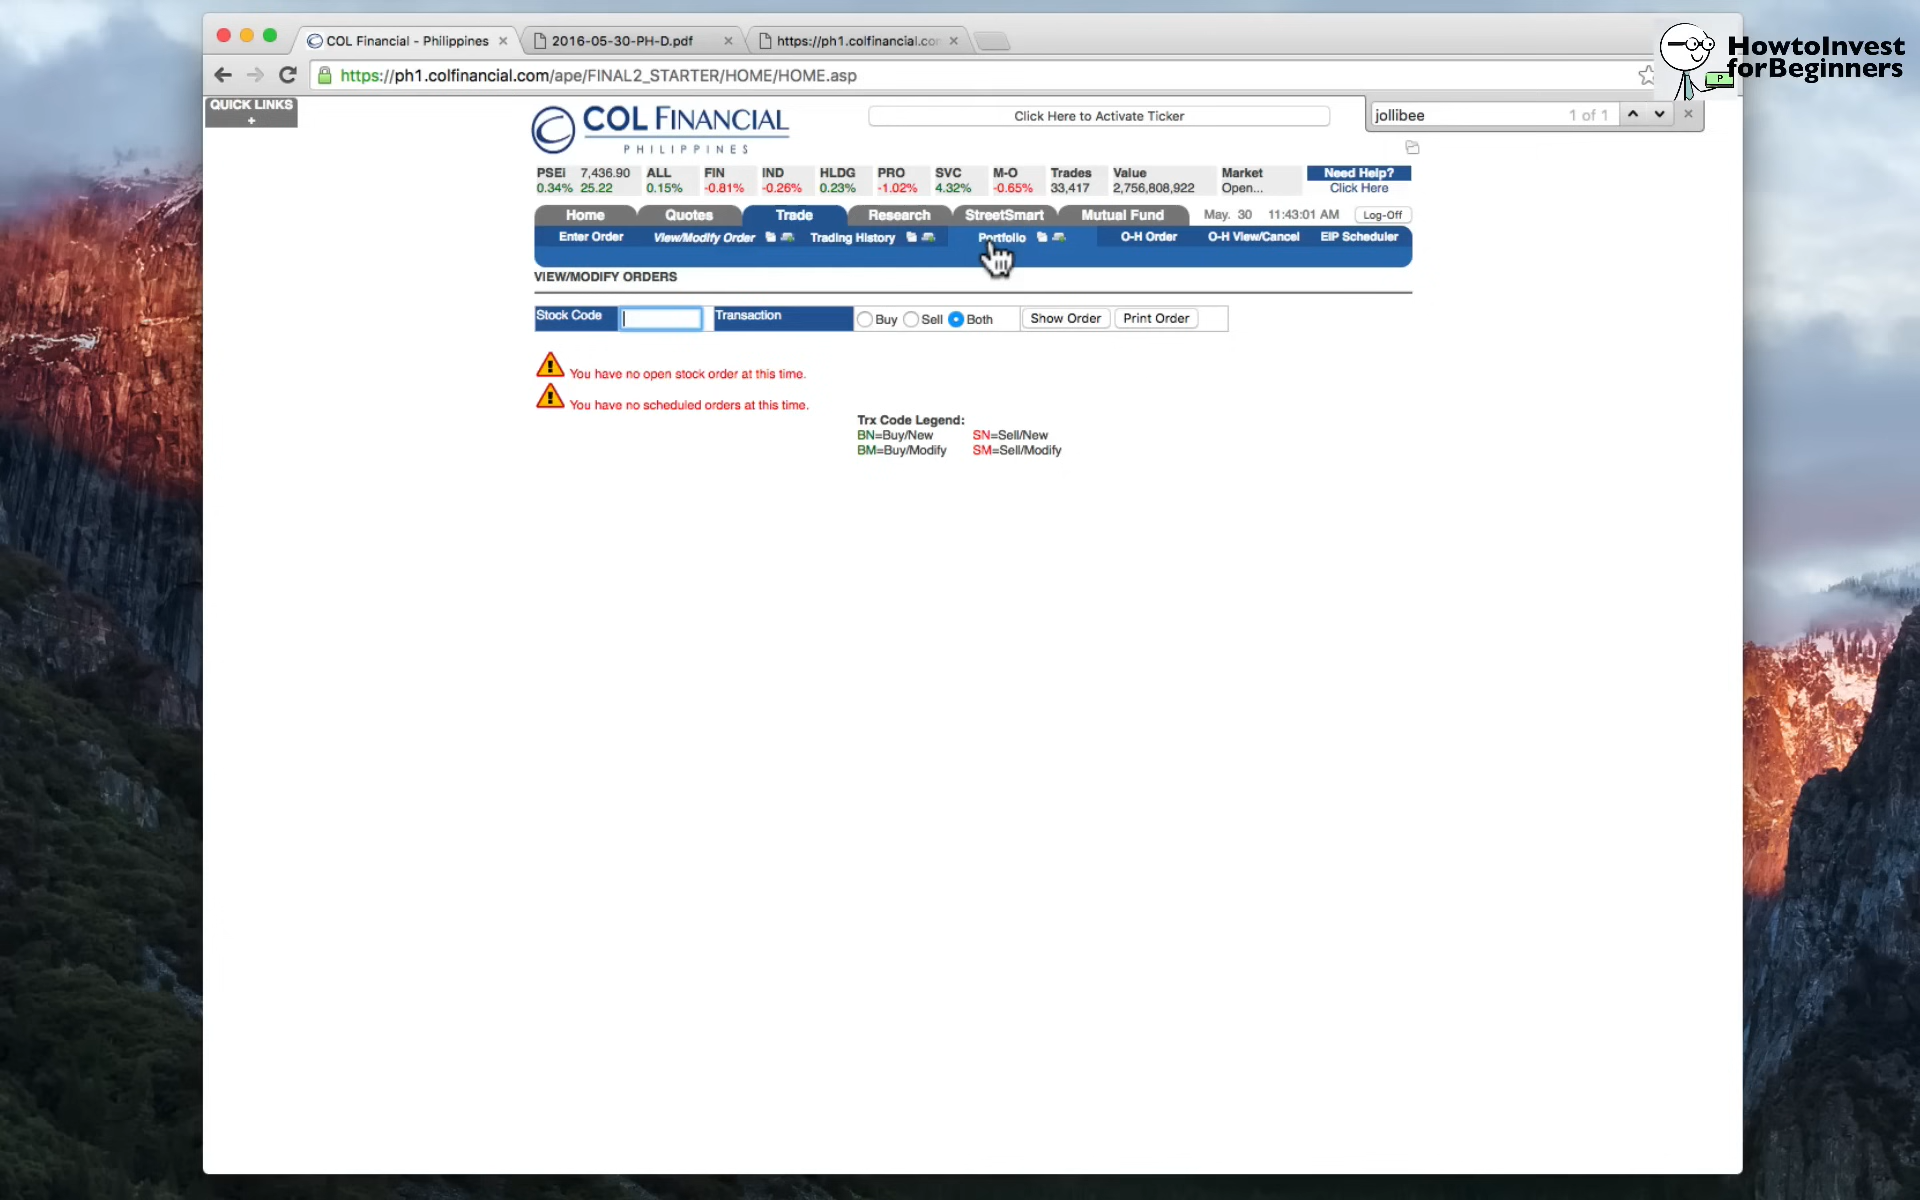 COL Financial - Philippines
2016-05-30-PH-D.pdf
https://ph1.colfinancial.co
HowtoInvest
forBeginners
P
https://ph1.colfinancial.com/ape/FINAL2_STARTER/HOME/HOME.asp
QUICK LINKS
+
COL FINANCIAL
PHILIPPINES
Click Here to Activate Ticker
jollibee 1 of 1
PSEi 7,436.90 ALL FIN IND HLDG PRO SVC M-O Trades Value Market Need Help?
0.34% 25.22 0.15% -0.81% -0.26% 0.23% -1.02% 4.32% -0.65% 33,417 2,756,808,922 Open... Click Here
Home Quotes Trade Research StreetSmart Mutual Fund May. 30 11:43:01 AM Log-Off
Enter Order View/Modify Order Trading History Portfolio O-H Order O-H View/Cancel EIP Scheduler
VIEW/MODIFY ORDERS
Stock Code Transaction Buy Sell Both Show Order Print Order
You have no open stock order at this time.
You have no scheduled orders at this time.
Trx Code Legend:
BN=Buy/New SN=Sell/New
BM=Buy/Modify SM=Sell/Modify